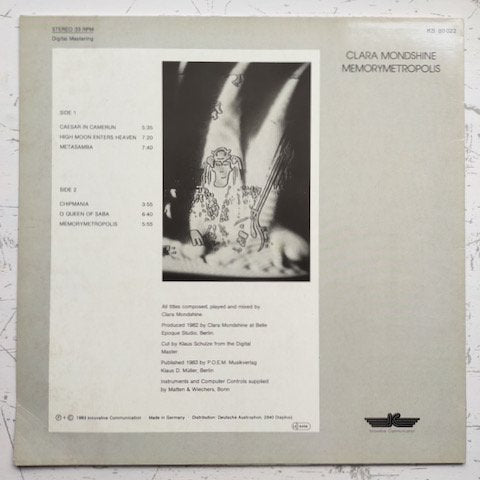 STEREO 33 RPM
Digital Mastering
KS 80 022
CLARA MONDSHINE
MEMORYMETROPOLIS
SIDE 1
CAESAR IN CAMERUN 5:35
HIGH MOON ENTERS HEAVEN 7:20
METASAMBA 7:40
SIDE 2
CHIPMANIA 3:55
O QUEEN OF SABA 6:40
MEMORYMETROPOLIS 5:55
All titles composed, played and mixed by
Clara Mondshine
Produced 1982 by Clara Mondshine at Belle
Epoque Studio, Berlin.
Cut by Klaus Schulze from the Digital
Master
Published 1983 by P.O.E.M. Musikverlag
Klaus D. Müller, Berlin
Instruments and Computer Controls supplied
by Matten & Wiechers, Bonn
℗ + © 1983 Innovative Communication Made in Germany · Distribution: Deutsche Austrophon, 2840 Diepholz
Innovative Communication